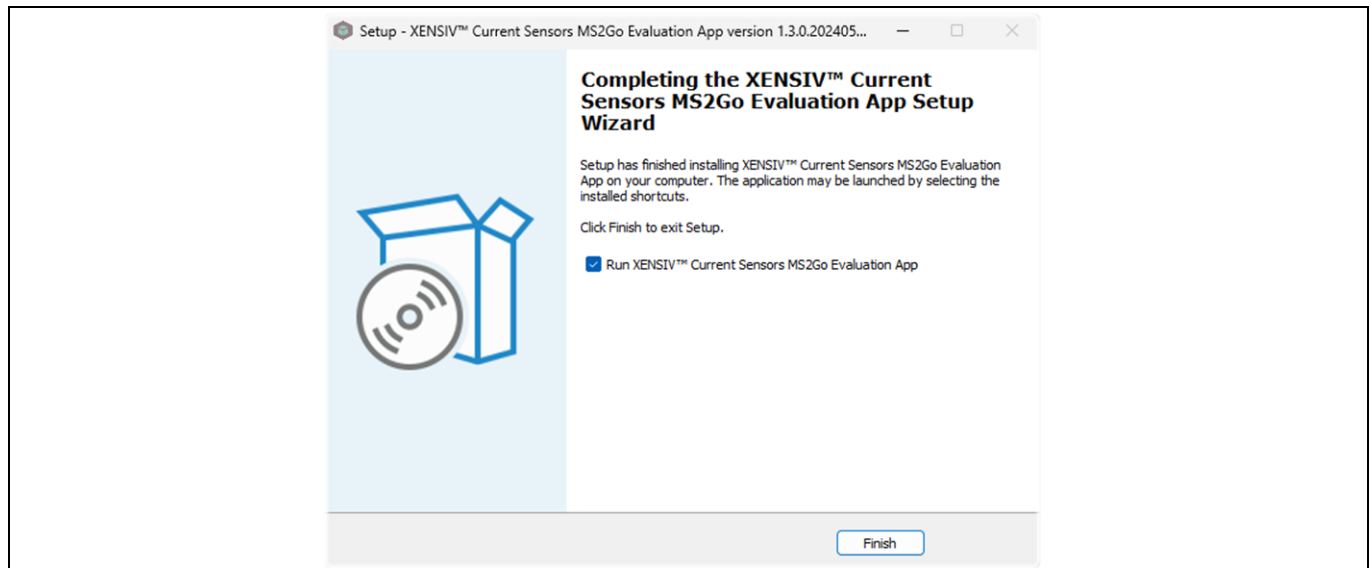 Setup - XENSIV™ Current Sensors MS2Go Evaluation App version 1.3.0.202405...
Completing the XENSIV™ Current
Sensors MS2Go Evaluation App Setup
Wizard
Setup has finished installing XENSIV™ Current Sensors MS2Go Evaluation
App on your computer. The application may be launched by selecting the
installed shortcuts.
Click Finish to exit Setup.
Run XENSIV™ Current Sensors MS2Go Evaluation App
Finish